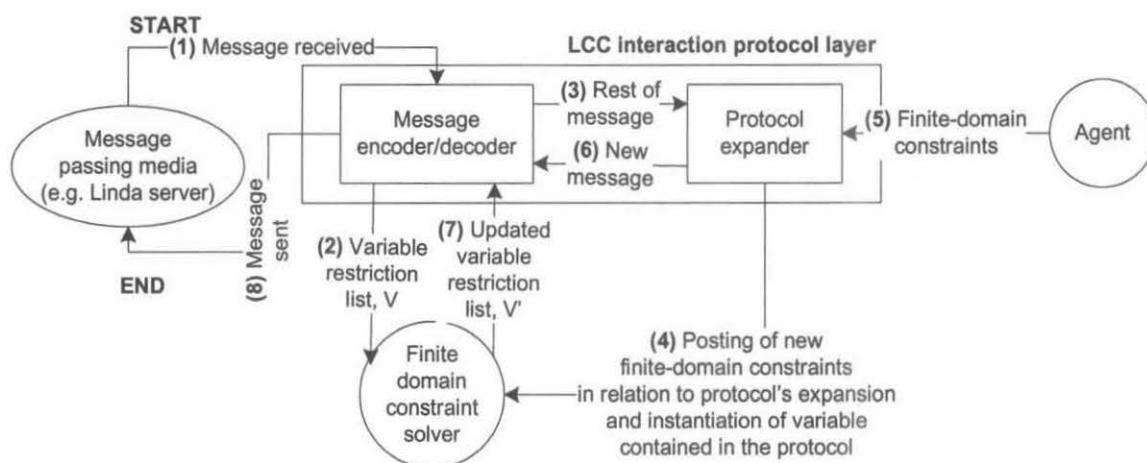 START
(1) Message received
LCC interaction protocol layer
Message
passing media
(e.g. Linda server)
Message
encoder/decoder
(3) Rest of
message
(6) New
message
Protocol
expander
(5) Finite-domain
constraints
Agent
END
(8) Message
sent
(2) Variable
restriction
list, V
(7) Updated
variable
restriction
list, V'
Finite
domain
constraint
solver
(4) Posting of new
finite-domain constraints
in relation to protocol's expansion
and instantiation of variable
contained in the protocol